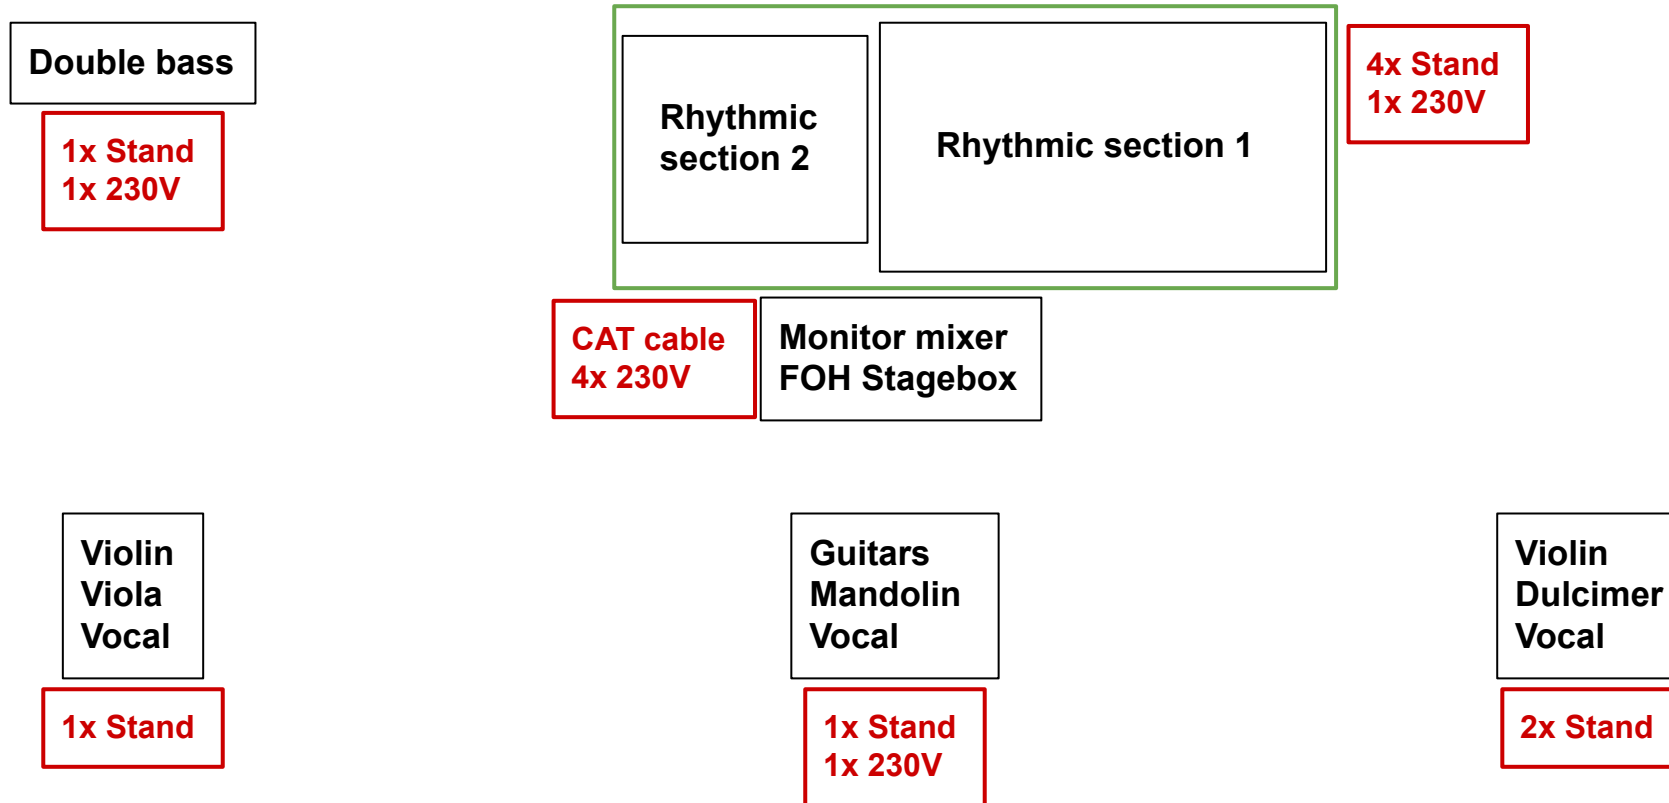 Double bass
1x Stand
1x 230V
Rhythmic
section 2
Rhythmic section 1
4x Stand
1x 230V
CAT cable
4x 230V
Monitor mixer
FOH Stagebox
Violin
Viola
Vocal
1x Stand
Guitars
Mandolin
Vocal
1x Stand
1x 230V
Violin
Dulcimer
Vocal
2x Stand